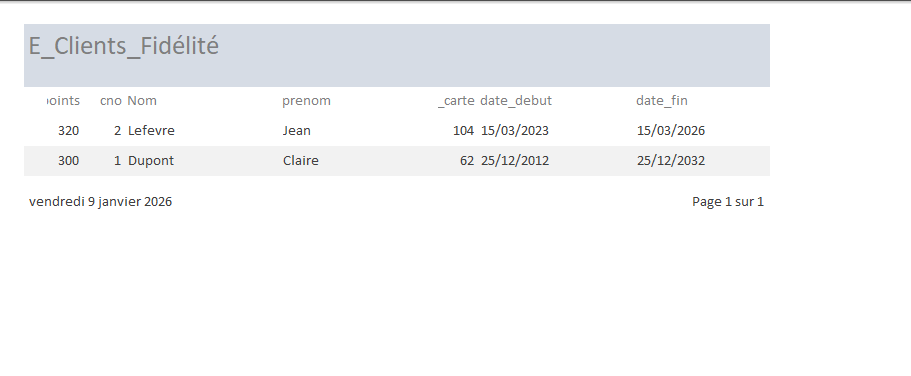 E_Clients_Fidélité
oints cno Nom prenom _carte date_debut date_fin
320 2 Lefevre Jean 104 15/03/2023 15/03/2026
300 1 Dupont Claire 62 25/12/2012 25/12/2032
vendredi 9 janvier 2026 Page 1 sur 1